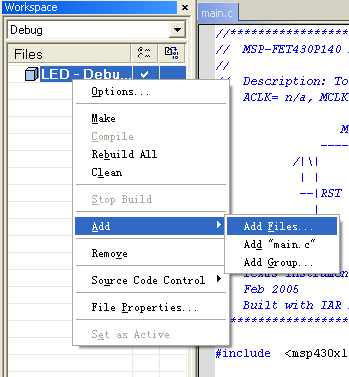 Workspace
Debug
Files
LED - Debu...
Options...
Make
Compile
Rebuild All
Clean
Stop Build
Add
Remove
Source Code Control
File Properties...
Set as Active
Add Files...
Add "main.c"
Add Group...
main.c
//*******************
//  MSP-FET430P140
//
//  Description: To
//  ACLK= n/a, MCLK
M
----
/|\|
| |
--|RST
|
Texas Instrumen
Feb 2005
Built with IAR
*******************
#include  <msp430x1